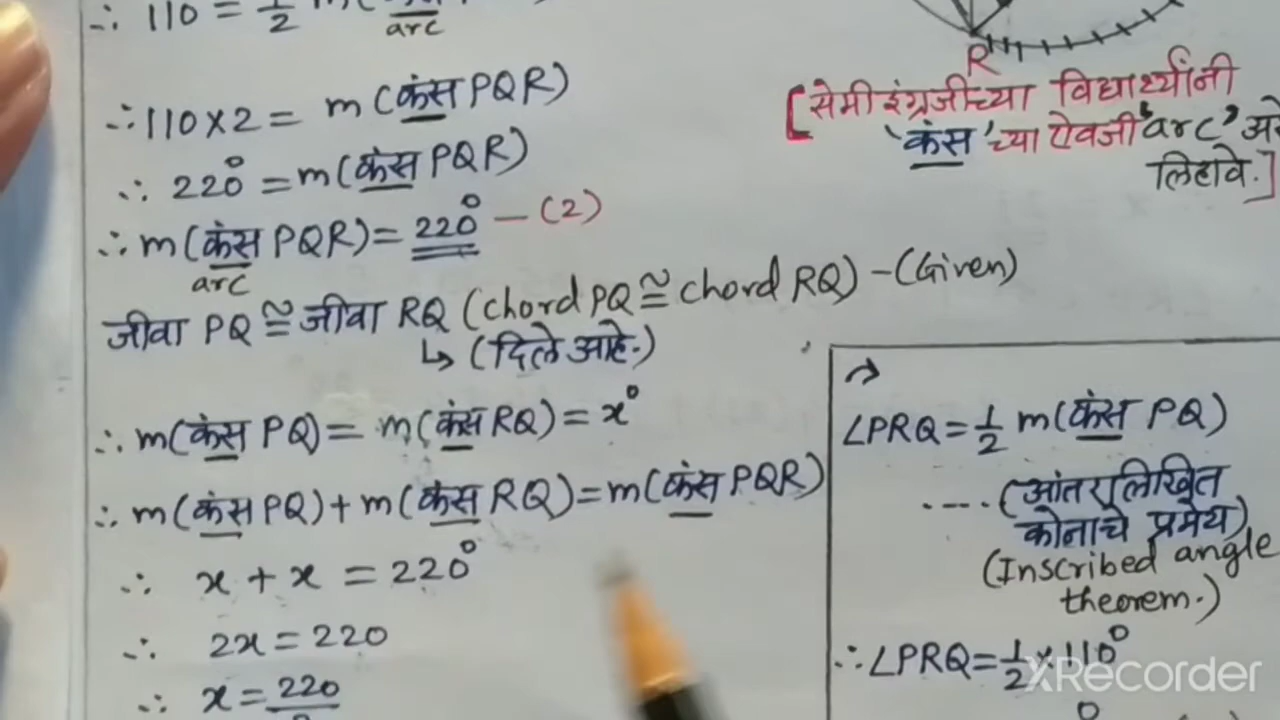 ∴ 110 = 1/2 m(
arc
∴ 110×2 = m(कंस PQR)
∴ 220° = m(कंस PQR)
∴ m(कंस PQR) = 220° — (2)
arc
जीवा PQ ≅ जीवा RQ (chord PQ ≅ chord RQ) -(Given)
↳ (दिले आहे.)
∴ m(कंस PQ) = m(कंस RQ) = x°
∴ m(कंस PQ) + m(कंस RQ) = m(कंस PQR)
∴ x + x = 220°
∴ 2x = 220
∴ x = 220
R
[सेमी इंग्रजीच्या विद्यार्थ्यांनी
'कंस' च्या ऐवजी 'arc' असे
लिहावे.]
∠PRQ = 1/2 m(कंस PQ)
---- (आंतरलिखित
कोनाचे प्रमेय)
(Inscribed angle
theorem.)
∴ ∠PRQ = 1/2 × 110°
XRecorder